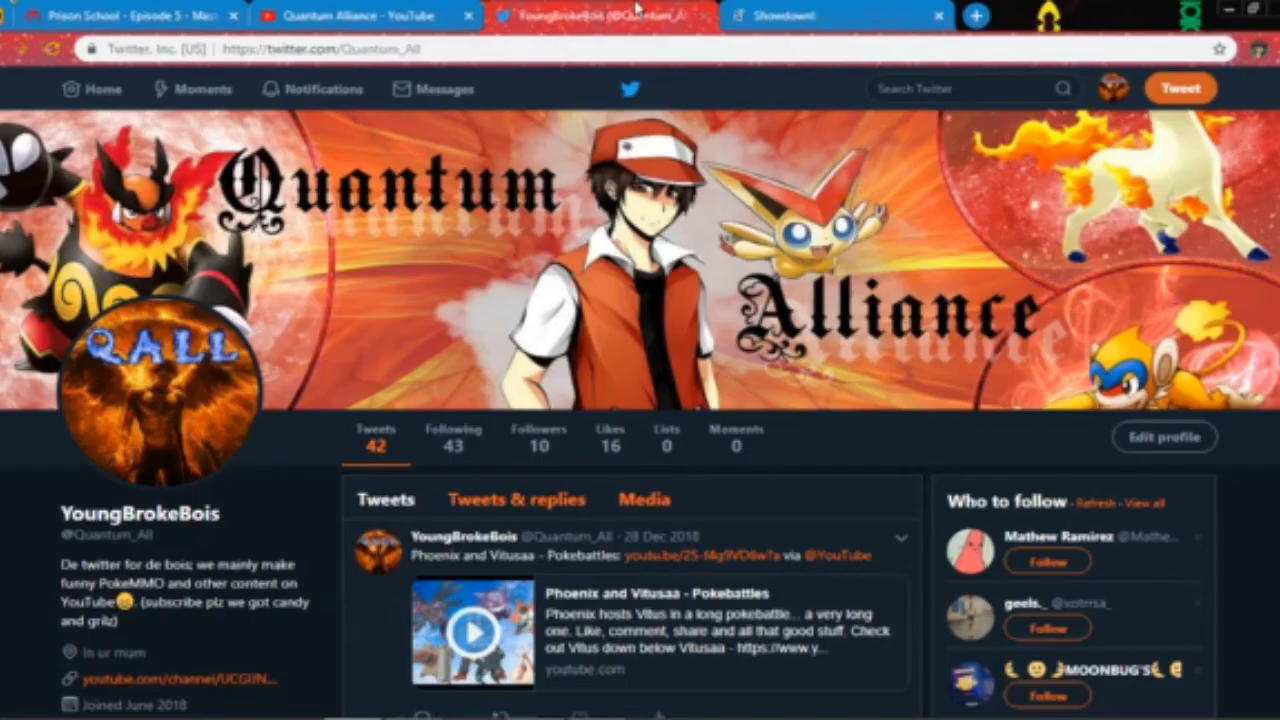 Prison School - Episode 5 - Mas
Quantum Alliance - YouTube
YoungBrokeBois (@Quantum_Al
Showdown!
Twitter, Inc. [US] | https://twitter.com/Quantum_All
Home
Moments
Notifications
Messages
Search Twitter
Tweet
Quantum
Alliance
QALL
Tweets
42
Following
43
Followers
10
Likes
16
Lists
0
Moments
0
Edit profile
YoungBrokeBois
@Quantum_All
De twitter for de bois; we mainly make
funny PokeMMO and other content on
YouTube😀. (subscribe plz we got candy
and grilz)
In ur mum
youtube.com/channel/UCGIJN...
Joined June 2018
Tweets Tweets & replies Media
YoungBrokeBois @Quantum_All · 28 Dec 2018
Phoenix and Vitusaa - Pokebattles: youtu.be/25-f4g9VD6w?a via @YouTube
Phoenix and Vitusaa - Pokebattles
Phoenix hosts Vitus in a long pokebattle... a very long
one. Like, comment, share and all that good stuff. Check
out Vitus down below Vitusaa - https://www.y...
youtube.com
Who to follow · Refresh · View all
Mathew Ramirez @Mathe...
Follow
geels._ @xotrrsa_
Follow
MOONBUG'S
Follow